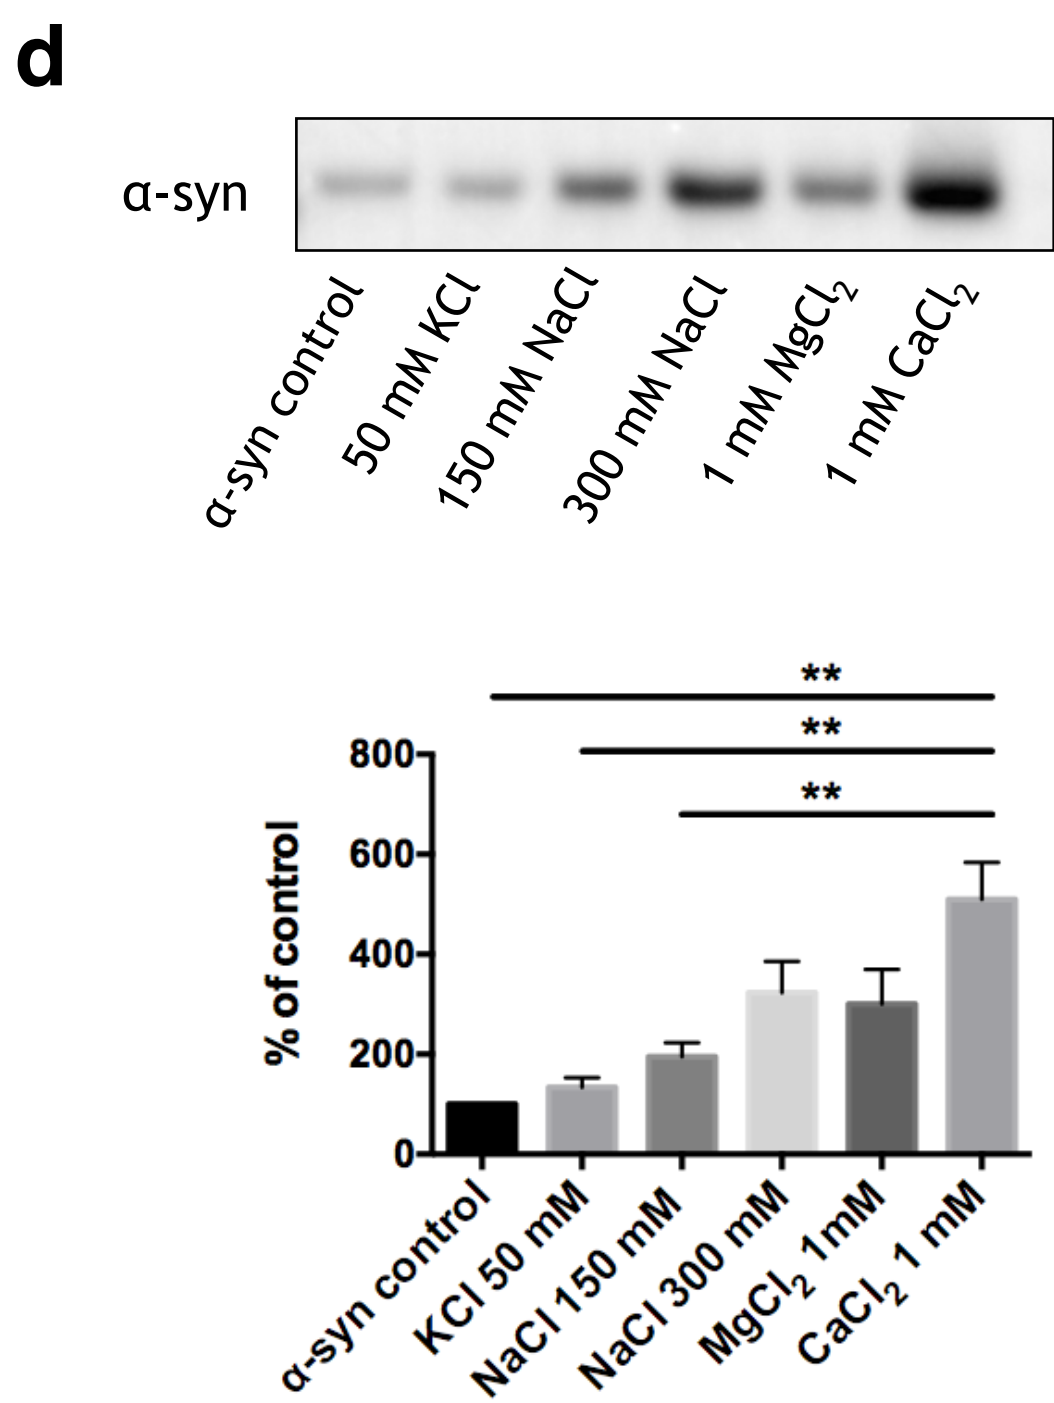 d
α-syn
α-syn control
50 mM KCl
150 mM NaCl
300 mM NaCl
1 mM MgCl₂
1 mM CaCl₂
**
**
**
% of control
800
600
400
200
0
α-syn control
KCl 50 mM
NaCl 150 mM
NaCl 300 mM
MgCl₂ 1mM
CaCl₂ 1 mM